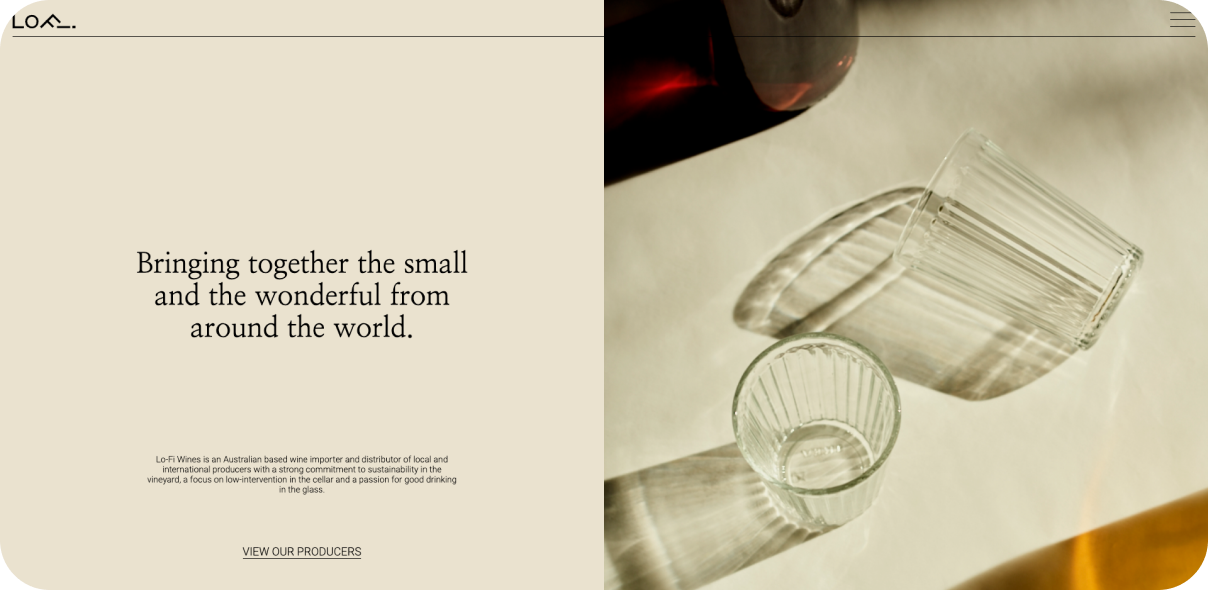 Bringing together the small
and the wonderful from
around the world.
Lo-Fi Wines is an Australian based wine importer and distributor of local and
international producers with a strong commitment to sustainability in the
vineyard, a focus on low-intervention in the cellar and a passion for good drinking
in the glass.
VIEW OUR PRODUCERS